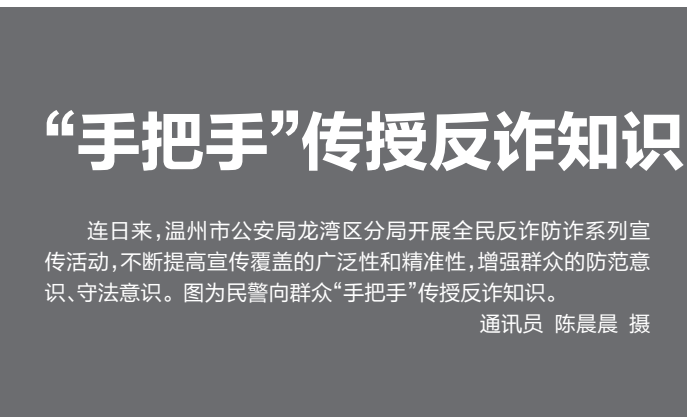 “手把手”传授反诈知识
连日来,温州市公安局龙湾区分局开展全民反诈防诈系列宣
传活动,不断提高宣传覆盖的广泛性和精准性,增强群众的防范意
识、守法意识。图为民警向群众“手把手”传授反诈知识。
通讯员 陈晨晨 摄